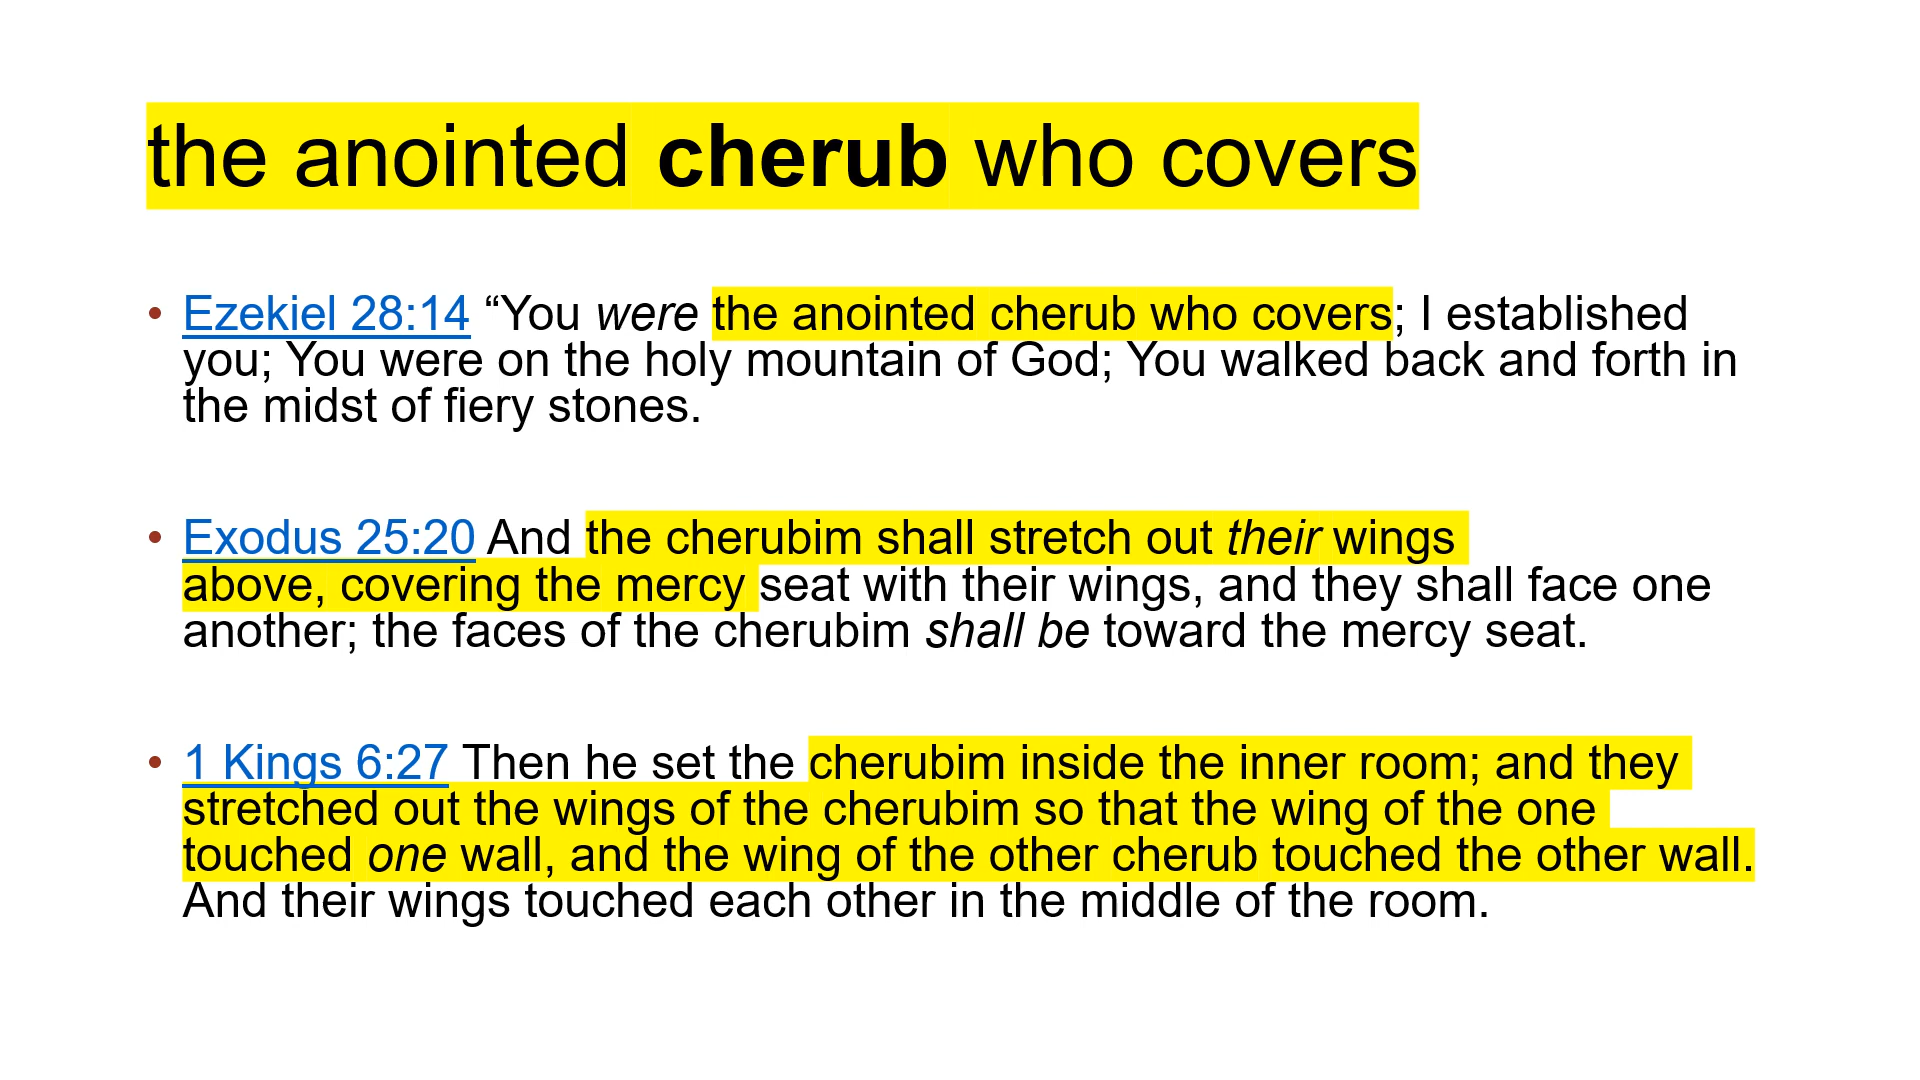 the anointed cherub who covers
• Ezekiel 28:14 “You were the anointed cherub who covers; I established
you; You were on the holy mountain of God; You walked back and forth in
the midst of fiery stones.
• Exodus 25:20 And the cherubim shall stretch out their wings
above, covering the mercy seat with their wings, and they shall face one
another; the faces of the cherubim shall be toward the mercy seat.
• 1 Kings 6:27 Then he set the cherubim inside the inner room; and they
stretched out the wings of the cherubim so that the wing of the one
touched one wall, and the wing of the other cherub touched the other wall.
And their wings touched each other in the middle of the room.